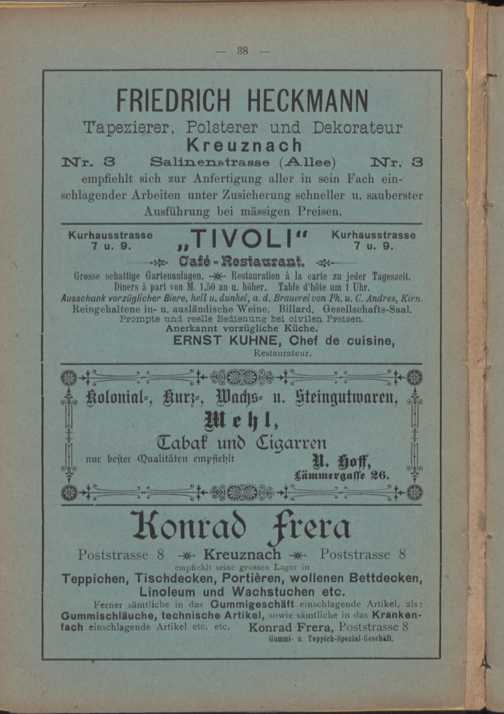 — 38 —
FRIEDRICH HECKMANN
Tapezierer, Polsterer und Dekorateur
Kreuznach
Nr. 3 Salinenstrasse (Allee) Nr. 3
empfiehlt sich zur Anfertigung aller in sein Fach ein-
schlagender Arbeiten unter Zusicherung schneller u. sauberster
Ausführung bei mässigen Preisen.
Kurhausstrasse 7 u. 9. „TIVOLI“ Kurhausstrasse 7 u. 9.
Café-Restaurant.
Grosse schattige Gartenanlagen. Restauration à la carte zu jeder Tageszeit.
Diners à part von M. 1,50 an u. höher. Table d'hôte um 1 Uhr.
Ausschank vorzüglicher Biere, hell u. dunkel, a. d. Brauerei von Ph. u. C. Andres, Kirn.
Reingehaltene in- u. ausländische Weine. Billard. Gesellschafts-Saal.
Prompte und reelle Bedienung bei civilen Preisen.
Anerkannt vorzügliche Küche.
ERNST KUHNE, Chef de cuisine,
Restaurateur.
Kolonial-, Kurz-, Wachs- u. Steingutwaren,
Mehl,
Tabak und Cigarren
nur bester Qualitäten empfiehlt
N. Hoff,
Lämmergasse 26.
Konrad Frera
Poststrasse 8 Kreuznach Poststrasse 8
empfiehlt seine grosses Lager in
Teppichen, Tischdecken, Portièren, wollenen Bettdecken,
Linoleum und Wachstuchen etc.
Ferner sämtliche in das Gummigeschäft einschlagende Artikel, als:
Gummischläuche, technische Artikel, sowie sämtliche in das Kranken-
fach einschlagende Artikel etc. etc. Konrad Frera, Poststrasse 8
Gummi- u. Teppich-Spezial-Geschäft.